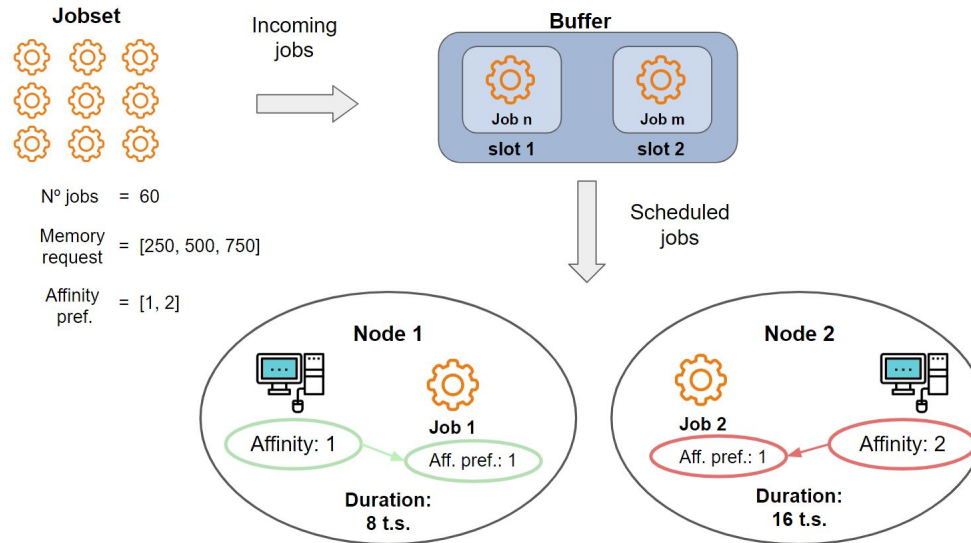 Jobset
Incoming
jobs
Buffer
Job n
Job m
slot 1
slot 2
Nº jobs = 60
Memory
request = [250, 500, 750]
Affinity
pref. = [1, 2]
Scheduled
jobs
Node 1
Job 1
Affinity: 1
Aff. pref.: 1
Duration:
8 t.s.
Node 2
Job 2
Aff. pref.: 1
Affinity: 2
Duration:
16 t.s.